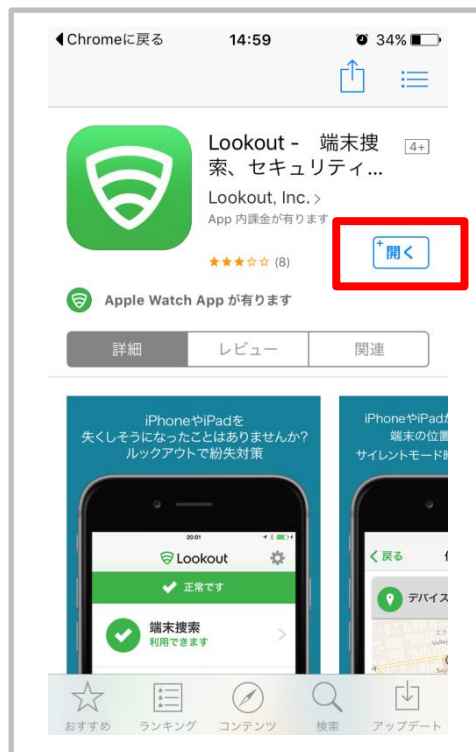 Chromeに戻る 14:59 34%
Lookout - 端末捜
索、セキュリティ...
4+
Lookout, Inc.
App 内課金が有ります
(8)
+開く
Apple Watch App が有ります
詳細 レビュー 関連
iPhoneやiPadを
失くしそうになったことはありませんか?
ルックアウトで紛失対策
20:01
Lookout
正常です
端末捜索
利用できます
iPhoneやiPadが
端末の位置
サイレントモード時
戻る
デバイス
おすすめ ランキング コンテンツ 検索 アップデート